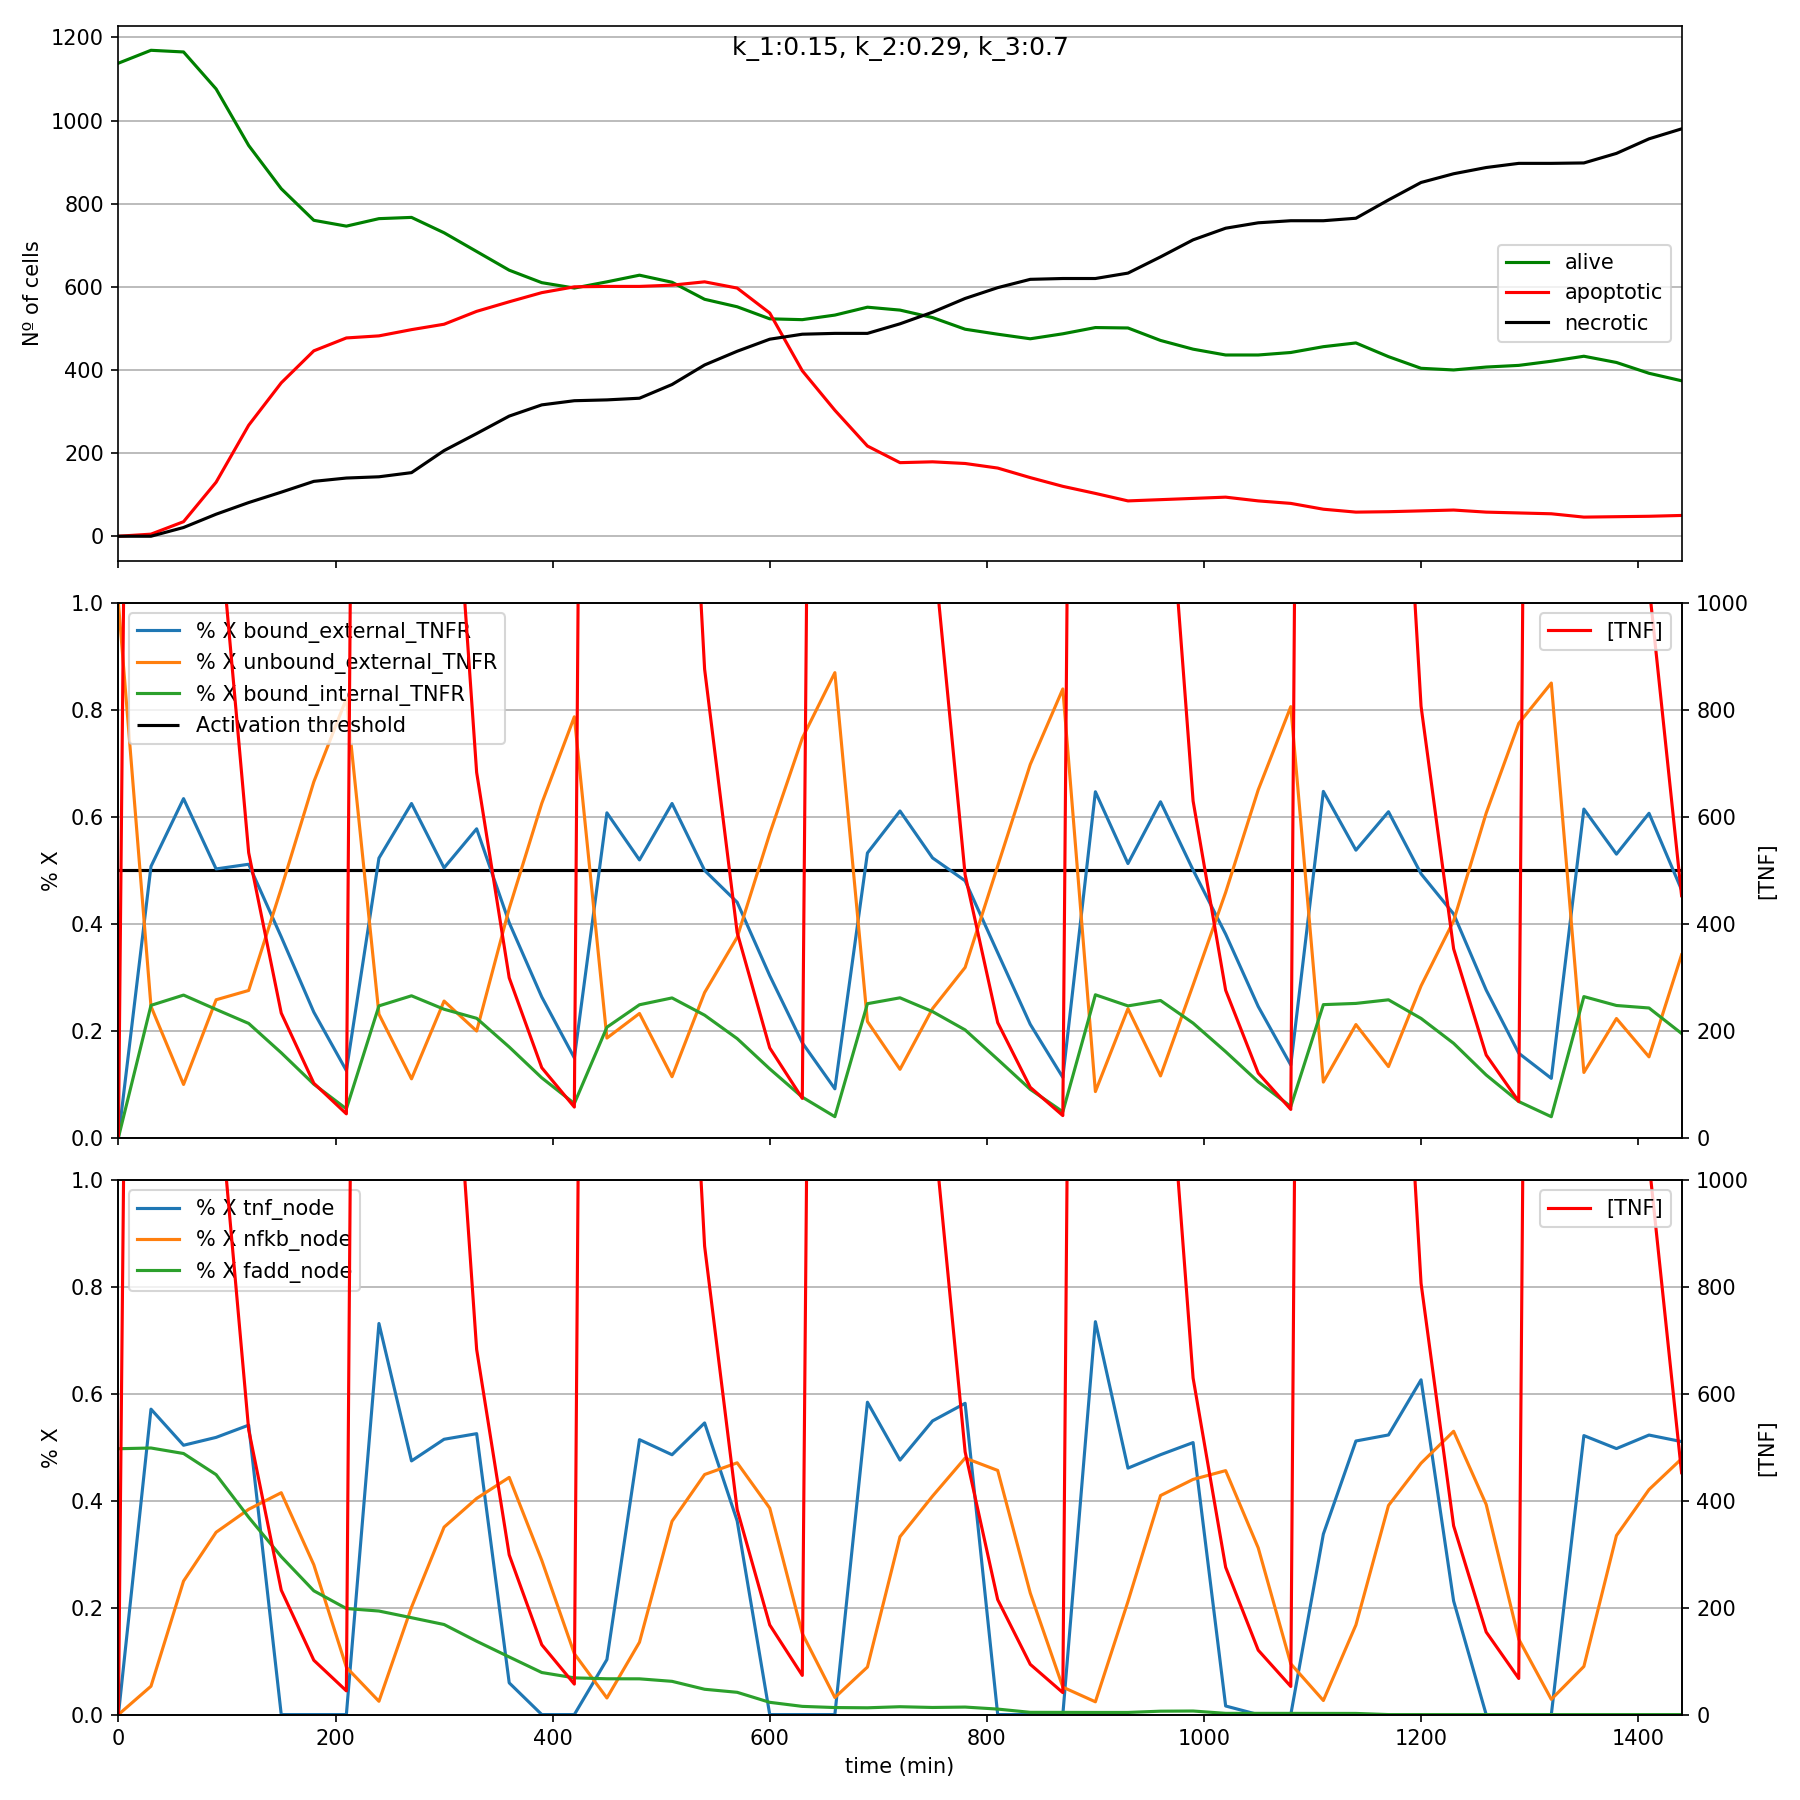 k_1:0.15, k_2:0.29, k_3:0.7
1200
1000
800
600
400
200
0
Nº of cells
alive
apoptotic
necrotic
1.0
0.8
0.6
0.4
0.2
0.0
% X
% X bound_external_TNFR
% X unbound_external_TNFR
% X bound_internal_TNFR
Activation threshold
[TNF]
1000
800
600
400
200
0
[TNF]
1.0
0.8
0.6
0.4
0.2
0.0
% X
% X tnf_node
% X nfkb_node
% X fadd_node
[TNF]
1000
800
600
400
200
0
[TNF]
0 200 400 600 800 1000 1200 1400
time (min)